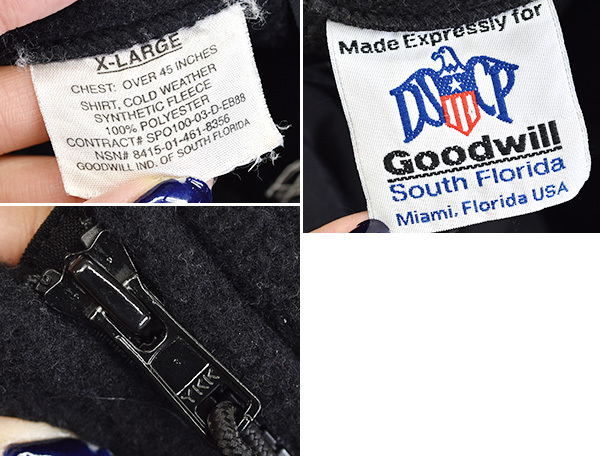 X-LARGE
CHEST: OVER 45 INCHES
SHIRT, COLD WEATHER
SYNTHETIC FLEECE
100% POLYESTER
CONTRACT# SPO100-03-D-EB38
NSN# 8415-01-461-8356
GOODWILL IND. OF SOUTH FLORIDA
Made Expressly for
DSCP
Goodwill
South Florida
Miami, Florida USA
YKK